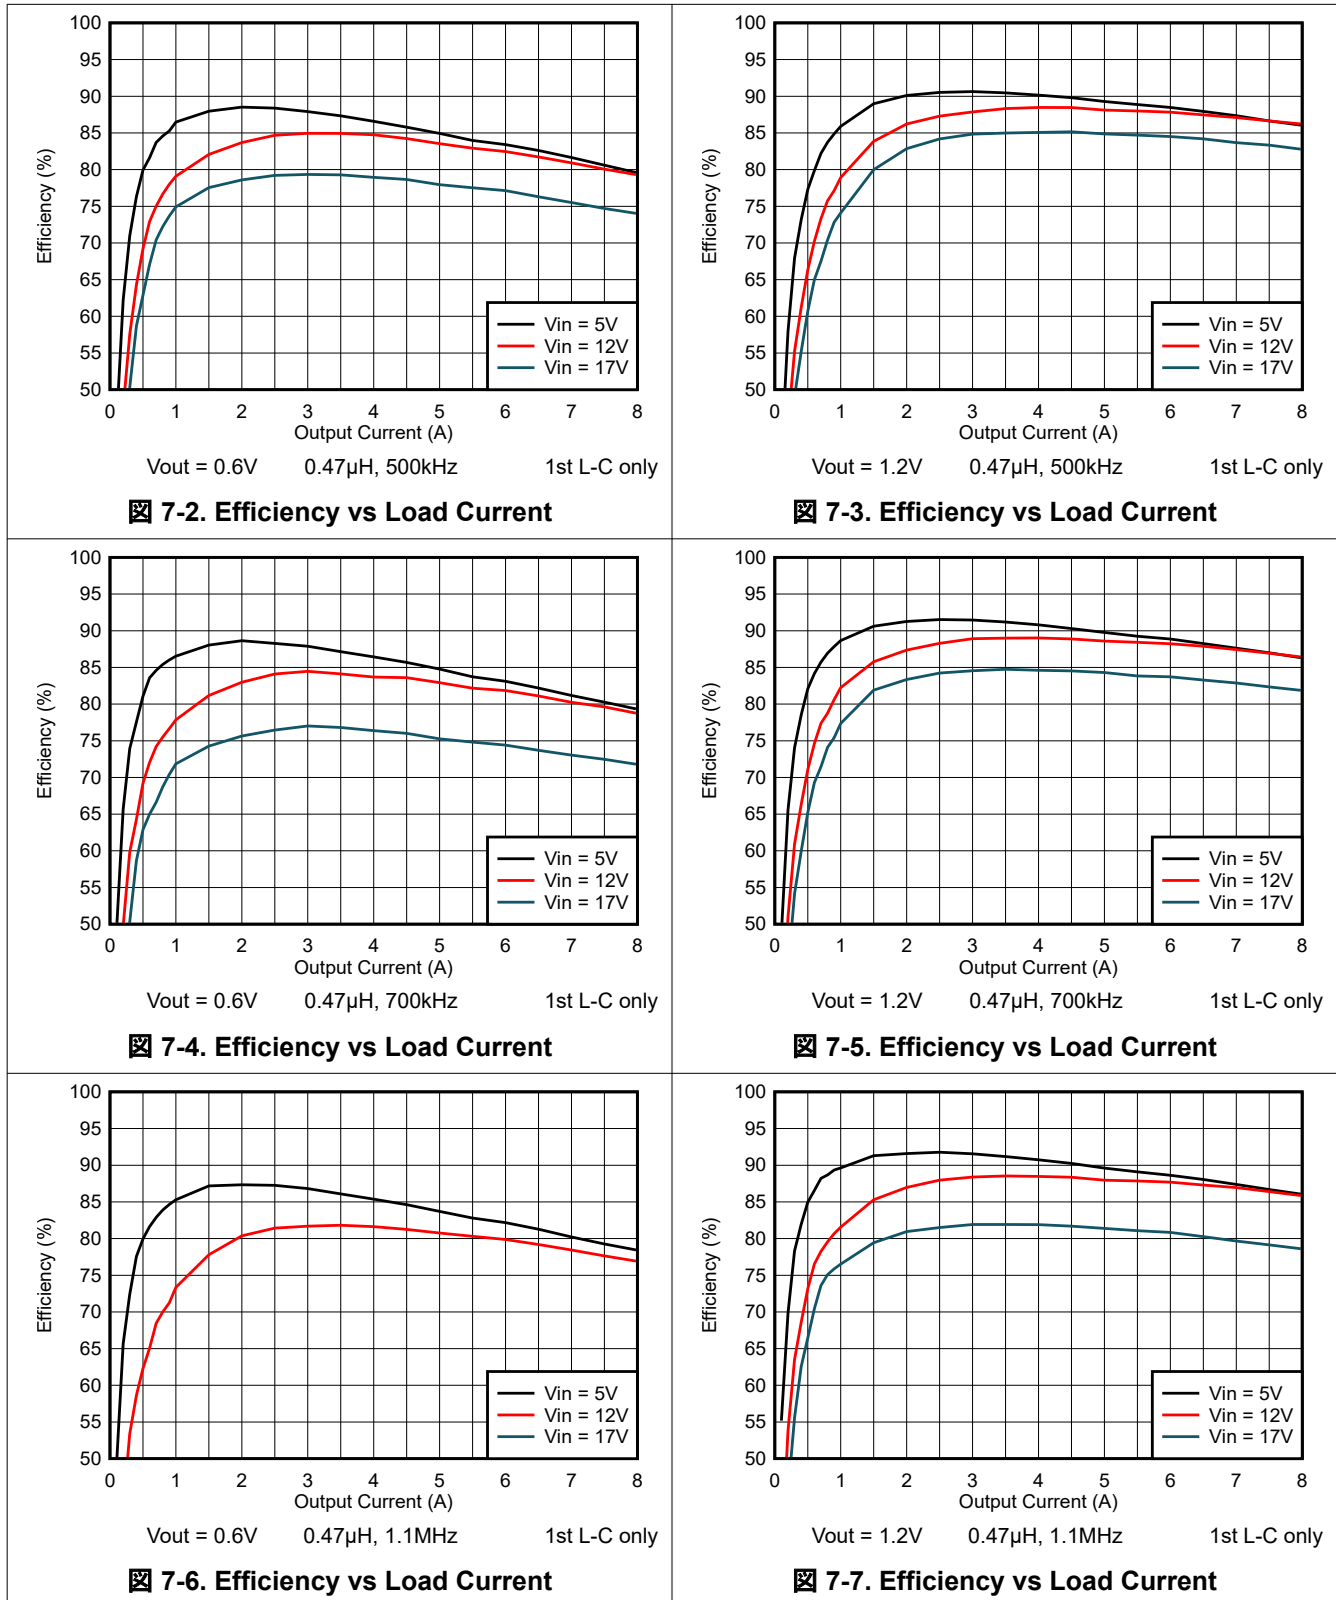 100
95
90
85
80
75
70
65
60
55
50
Efficiency (%)
Vin = 5V
Vin = 12V
Vin = 17V
0 1 2 3 4 5 6 7 8
Output Current (A)
Vout = 0.6V 0.47µH, 500kHz 1st L-C only
図 7-2. Efficiency vs Load Current
100
95
90
85
80
75
70
65
60
55
50
Efficiency (%)
Vin = 5V
Vin = 12V
Vin = 17V
0 1 2 3 4 5 6 7 8
Output Current (A)
Vout = 1.2V 0.47µH, 500kHz 1st L-C only
図 7-3. Efficiency vs Load Current
100
95
90
85
80
75
70
65
60
55
50
Efficiency (%)
Vin = 5V
Vin = 12V
Vin = 17V
0 1 2 3 4 5 6 7 8
Output Current (A)
Vout = 0.6V 0.47µH, 700kHz 1st L-C only
図 7-4. Efficiency vs Load Current
100
95
90
85
80
75
70
65
60
55
50
Efficiency (%)
Vin = 5V
Vin = 12V
Vin = 17V
0 1 2 3 4 5 6 7 8
Output Current (A)
Vout = 1.2V 0.47µH, 700kHz 1st L-C only
図 7-5. Efficiency vs Load Current
100
95
90
85
80
75
70
65
60
55
50
Efficiency (%)
Vin = 5V
Vin = 12V
Vin = 17V
0 1 2 3 4 5 6 7 8
Output Current (A)
Vout = 0.6V 0.47µH, 1.1MHz 1st L-C only
図 7-6. Efficiency vs Load Current
100
95
90
85
80
75
70
65
60
55
50
Efficiency (%)
Vin = 5V
Vin = 12V
Vin = 17V
0 1 2 3 4 5 6 7 8
Output Current (A)
Vout = 1.2V 0.47µH, 1.1MHz 1st L-C only
図 7-7. Efficiency vs Load Current